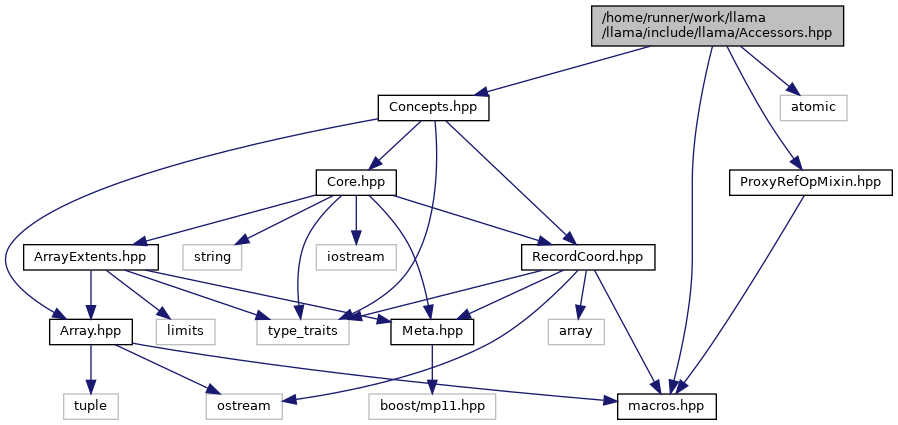 /home/runner/work/llama
/llama/include/llama/Accessors.hpp
Concepts.hpp
atomic
Core.hpp
ProxyRefOpMixin.hpp
ArrayExtents.hpp
string
iostream
RecordCoord.hpp
Array.hpp
limits
type_traits
Meta.hpp
array
tuple
ostream
boost/mp11.hpp
macros.hpp